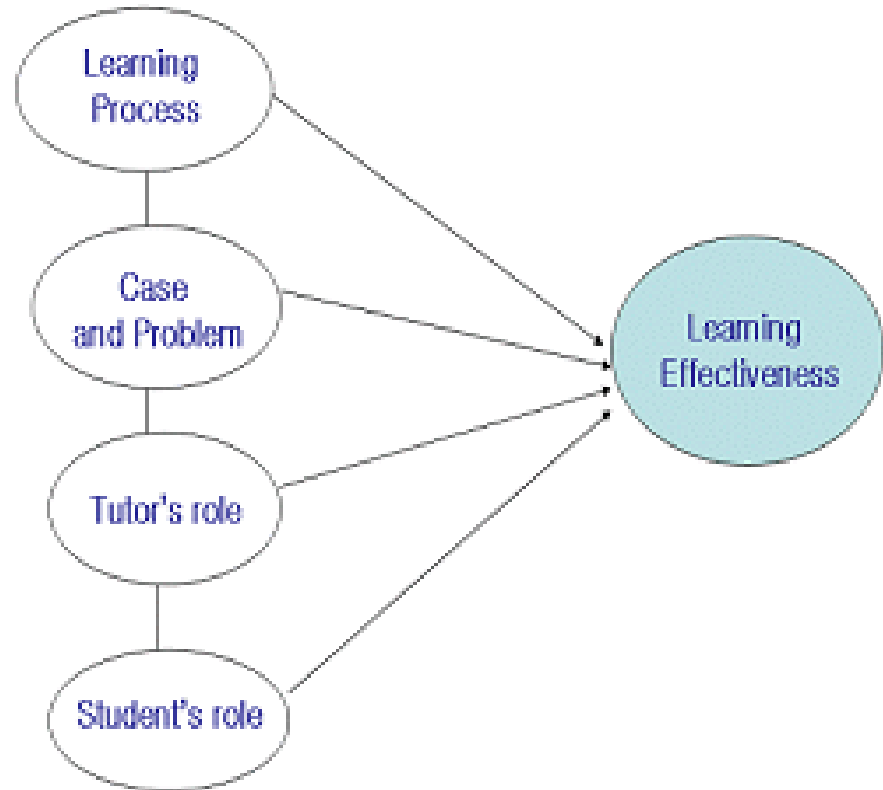 Learning
Process
Case
and Problem
Learning
Effectiveness
Tutor's role
Student's role